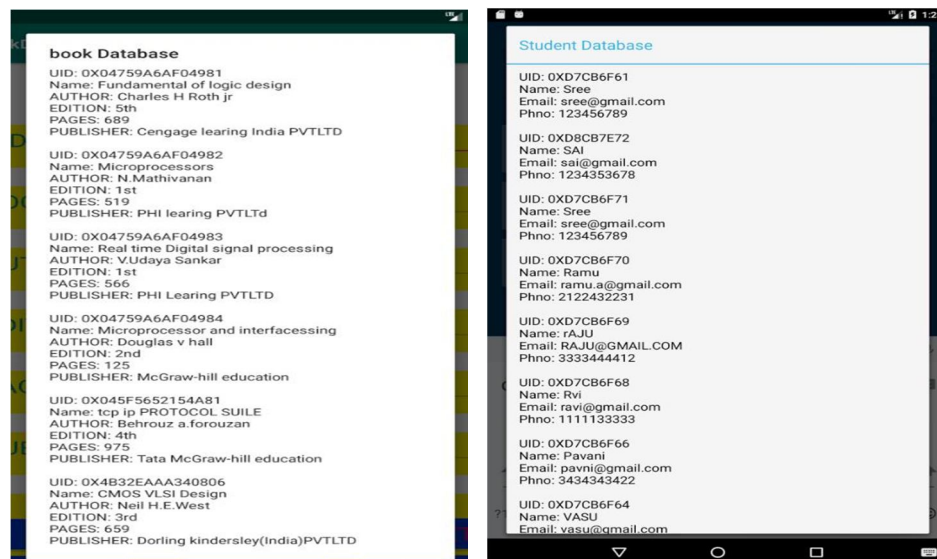 book Database
UID: 0X04759A6AF04981
Name: Fundamental of logic design
AUTHOR: Charles H Roth jr
EDITION: 5th
PAGES: 689
PUBLISHER: Cengage learing India PVTLTD
UID: 0X04759A6AF04982
Name: Microprocessors
AUTHOR: N.Mathivanan
EDITION: 1st
PAGES: 519
PUBLISHER: PHI learing PVTLTd
UID: 0X04759A6AF04983
Name: Real time Digital signal processing
AUTHOR: V.Udaya Sankar
EDITION: 1st
PAGES: 566
PUBLISHER: PHI Learing PVTLTD
UID: 0X04759A6AF04984
Name: Microprocessor and interfacessing
AUTHOR: Douglas v hall
EDITION: 2nd
PAGES: 125
PUBLISHER: McGraw-hill education
UID: 0X045F5652154A81
Name: tcp ip PROTOCOL SUILE
AUTHOR: Behrouz a.forouzan
EDITION: 4th
PAGES: 975
PUBLISHER: Tata McGraw-hill education
UID: 0X4B32EAAA340806
Name: CMOS VLSI Design
AUTHOR: Neil H.E.West
EDITION: 3rd
PAGES: 659
PUBLISHER: Dorling kindersley(India)PVTLTD
Student Database
UID: 0XD7CB6F61
Name: Sree
Email: sree@gmail.com
Phno: 123456789
UID: 0XD8CB7E72
Name: SAI
Email: sai@gmail.com
Phno: 1234353678
UID: 0XD7CB6F71
Name: Sree
Email: sree@gmail.com
Phno: 123456789
UID: 0XD7CB6F70
Name: Ramu
Email: ramu.a@gmail.com
Phno: 2122432231
UID: 0XD7CB6F69
Name: rAJU
Email: RAJU@GMAIL.COM
Phno: 3333444412
UID: 0XD7CB6F68
Name: Rvi
Email: ravi@gmail.com
Phno: 1111133333
UID: 0XD7CB6F66
Name: Pavani
Email: pavni@gmail.com
Phno: 3434343422
UID: 0XD7CB6F64
Name: VASU
Email: vasu@gmail.com